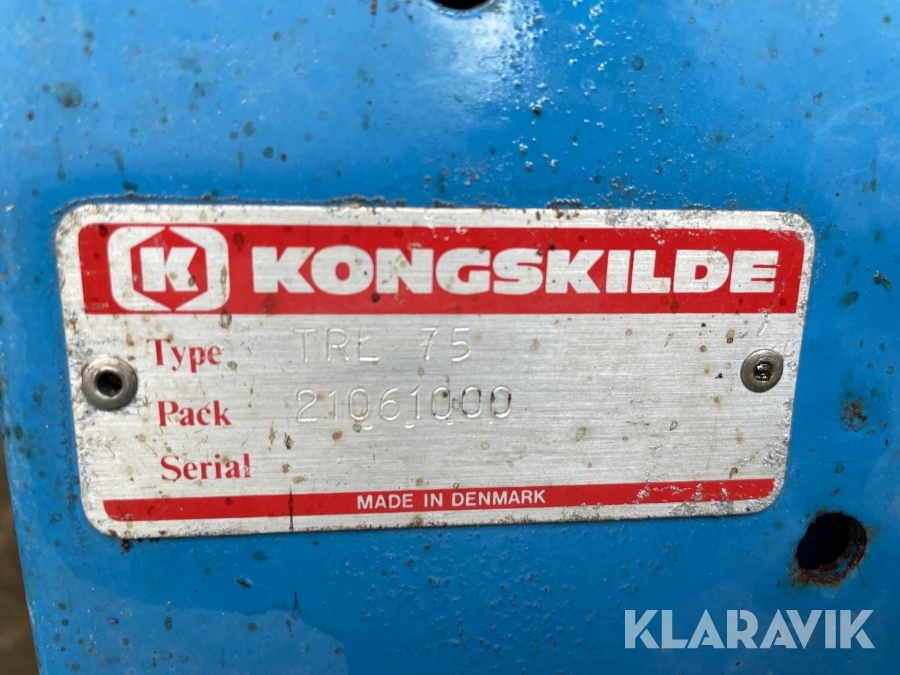 K KONGSKILDE
Type TRL 75
Pack 21061000
Serial
MADE IN DENMARK
KLARAVIK